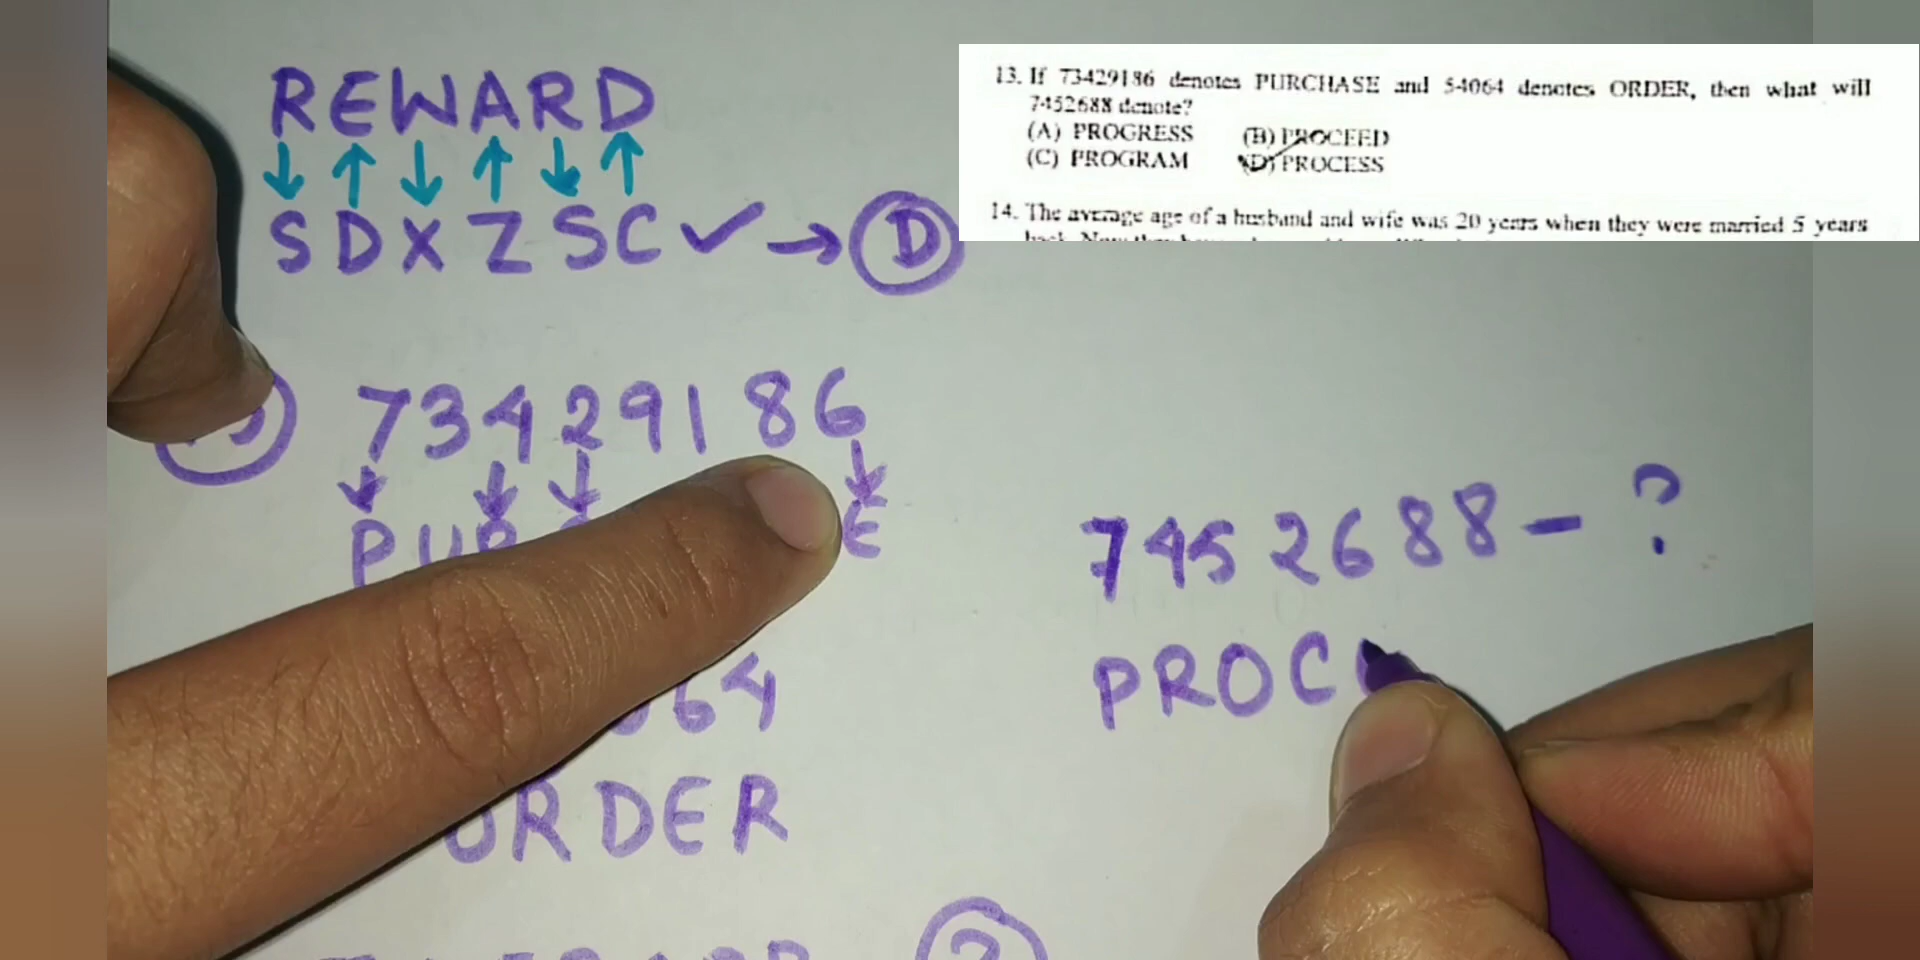 REWARD
SDXZSC ✓ → D
13. If 73429186 denotes PURCHASE and 54064 denotes ORDER, then what will
7452688 denote?
(A) PROGRESS (B) PROCEED
(C) PROGRAM (D) PROCESS
14. The average age of a husband and wife was 20 years when they were married 5 years
73429186
PUR E
64
ORDER
7452688 - ?
PROC
?